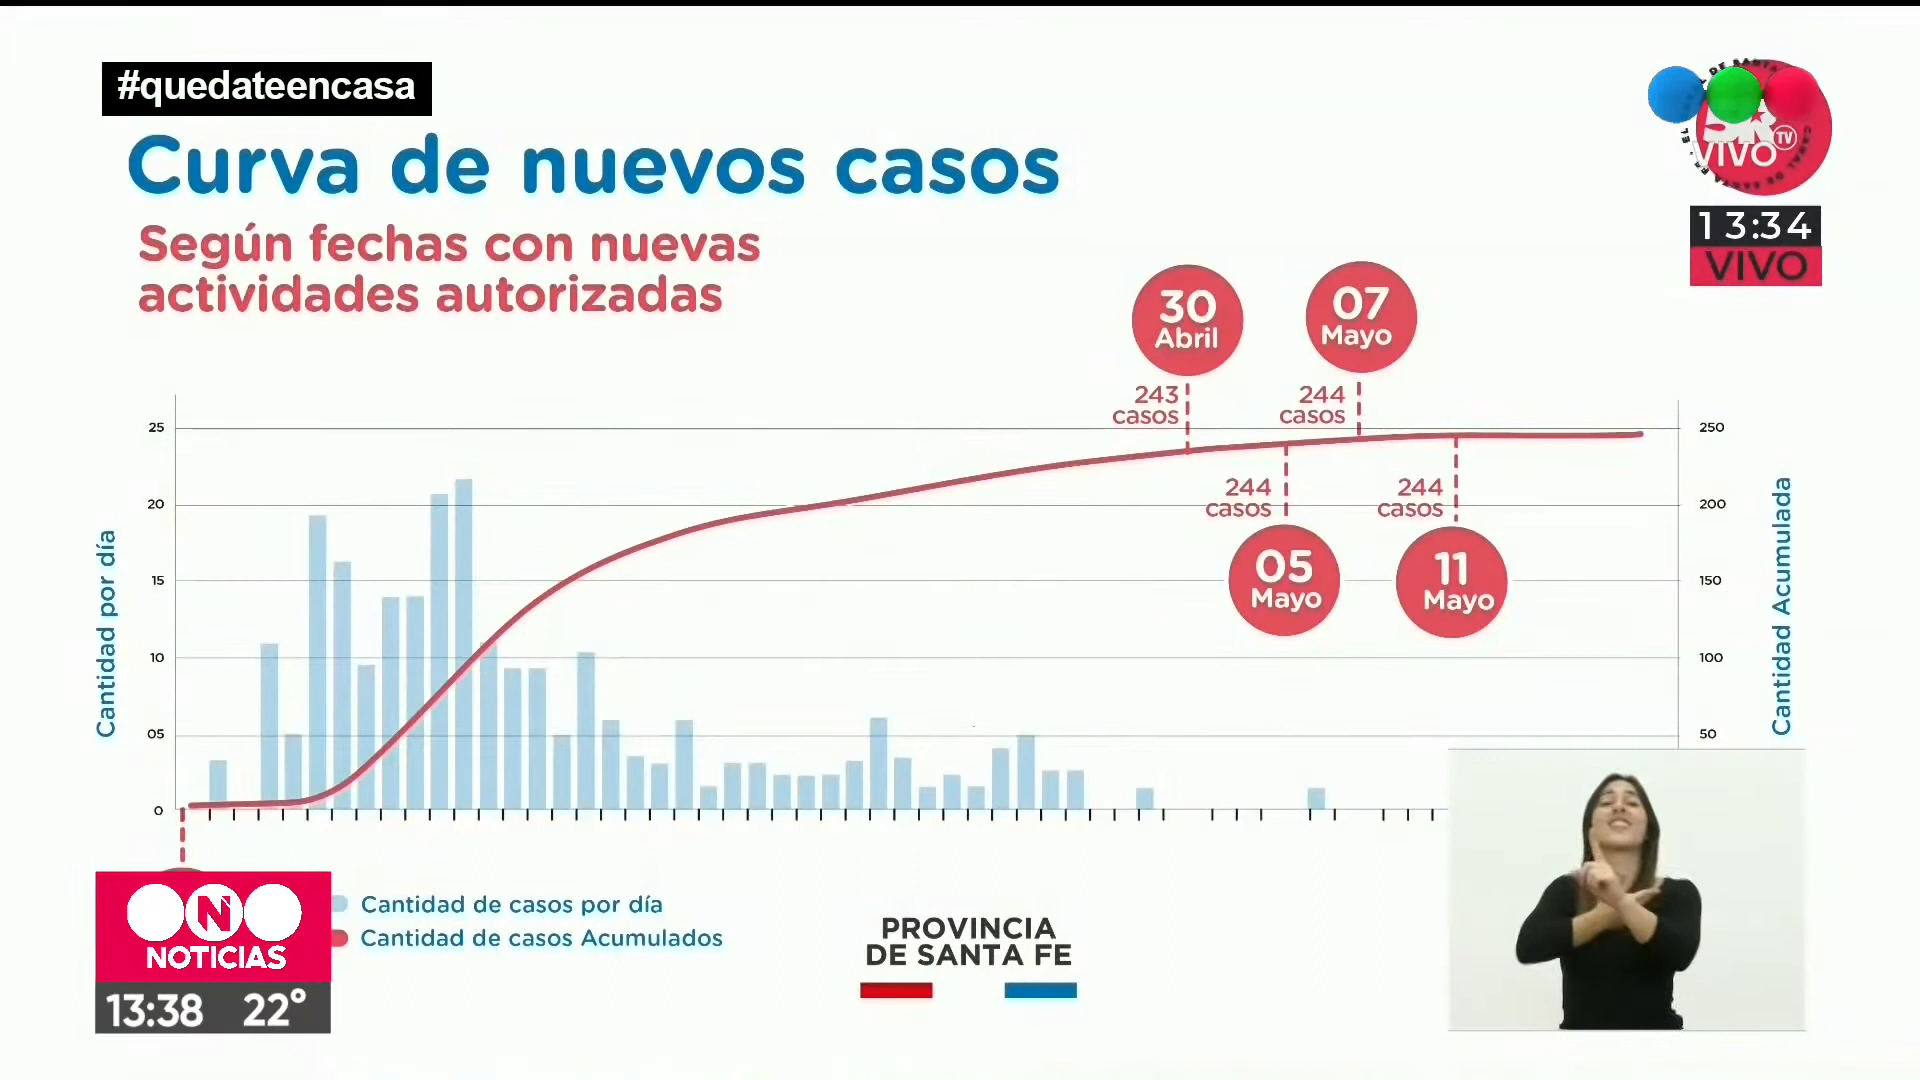 #quedateencasa
Curva de nuevos casos
Según fechas con nuevas
actividades autorizadas
VIVO TV
13:34
VIVO
30
Abril
07
Mayo
243
casos
244
casos
25
20
15
10
05
0
250
200
150
100
50
Cantidad por día
Cantidad Acumulada
244
casos
244
casos
05
Mayo
11
Mayo
N
NOTICIAS
13:38 22°
Cantidad de casos por día
Cantidad de casos Acumulados
PROVINCIA
DE SANTA FE